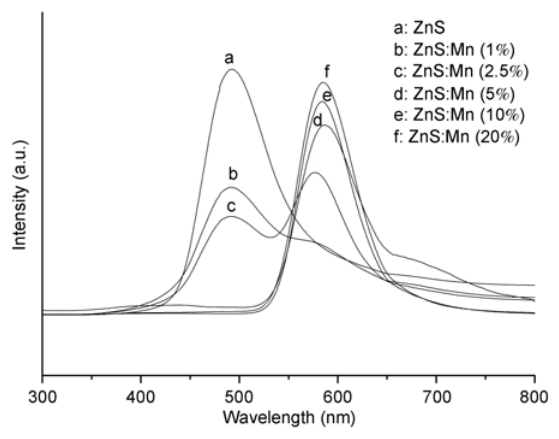 a: ZnS
b: ZnS:Mn (1%)
c: ZnS:Mn (2.5%)
d: ZnS:Mn (5%)
e: ZnS:Mn (10%)
f: ZnS:Mn (20%)
a
f
e
d
b
c
Intensity (a.u.)
300 400 500 600 700 800
Wavelength (nm)